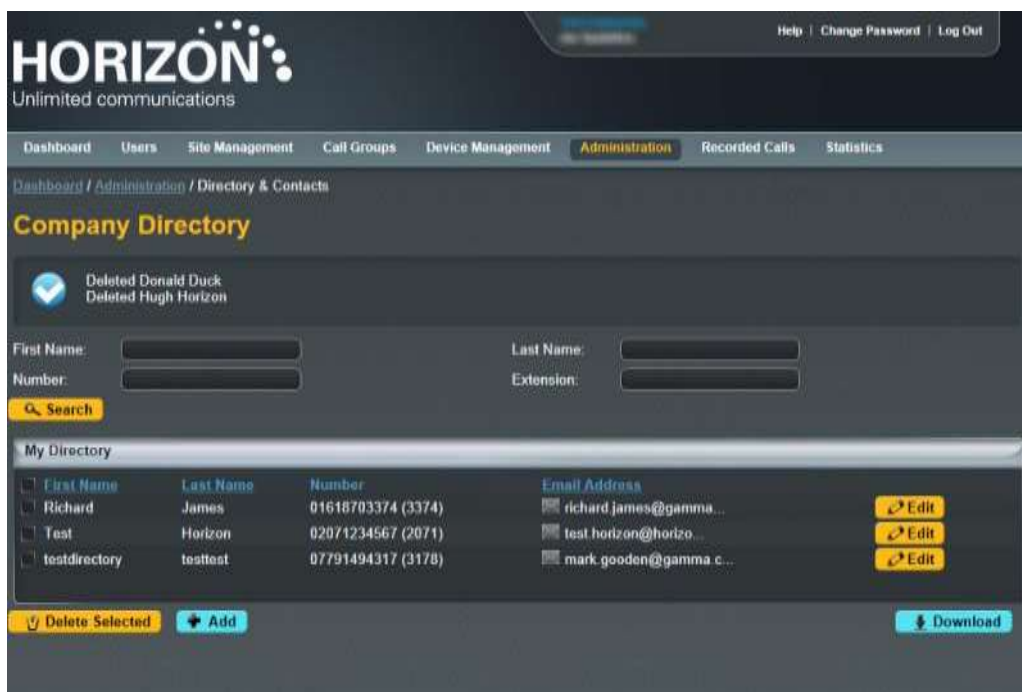 HORIZON
Unlimited communications
Help | Change Password | Log Out
Dashboard Users Site Management Call Groups Device Management Administration Recorded Calls Statistics
Dashboard / Administration / Directory & Contacts
Company Directory
Deleted Donald Duck
Deleted Hugh Horizon
First Name: Last Name:
Number: Extension:
Search
My Directory
First Name Last Name Number Email Address
Richard James 01618703374 (3374) richard.james@gamma... Edit
Test Horizon 02071234567 (2071) test.horizon@horizo... Edit
testdirectory testtest 07791494317 (3178) mark.gooden@gamma.c... Edit
Delete Selected Add Download